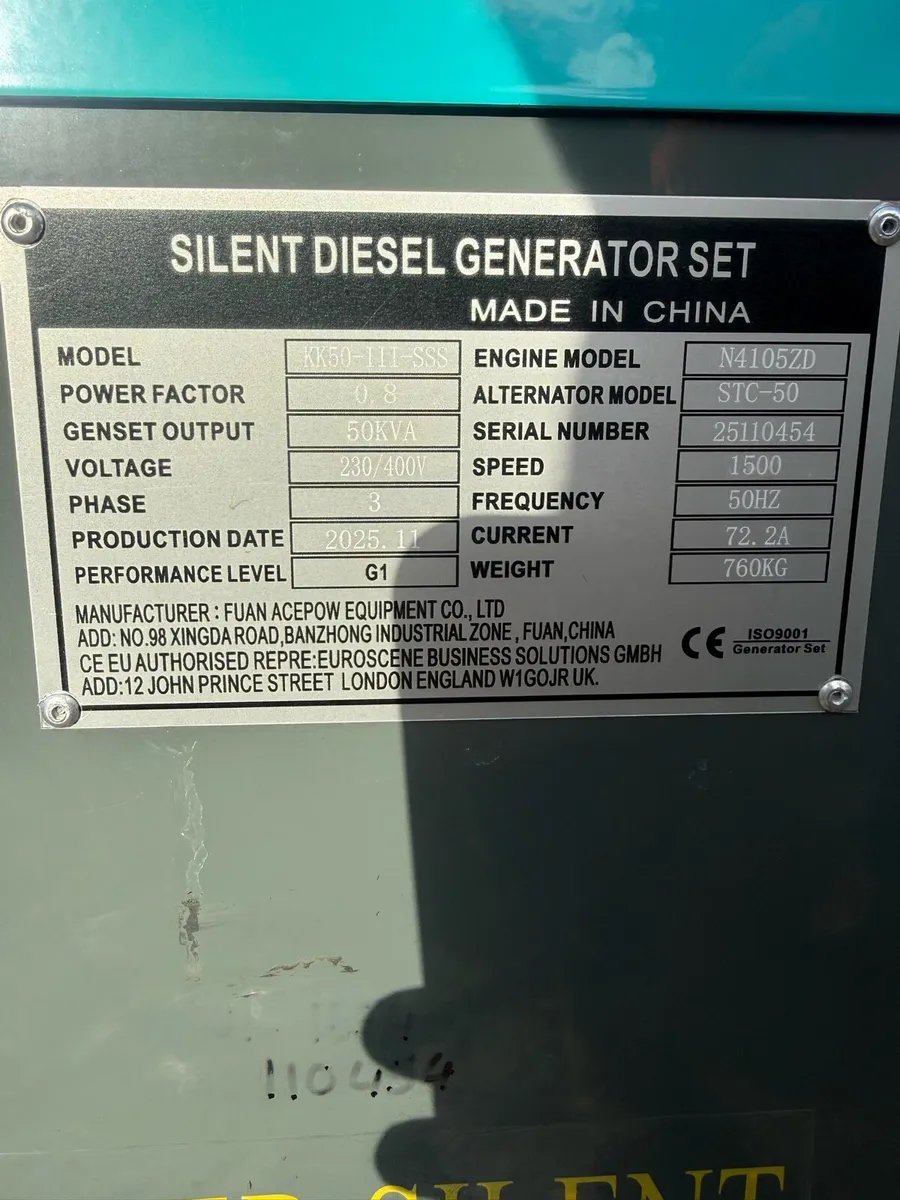 SILENT DIESEL GENERATOR SET
MADE IN CHINA
MODEL KK50-III-SSS ENGINE MODEL N4105ZD
POWER FACTOR 0.8 ALTERNATOR MODEL STC-50
GENSET OUTPUT 50KVA SERIAL NUMBER 25110454
VOLTAGE 230/400V SPEED 1500
PHASE 3 FREQUENCY 50HZ
PRODUCTION DATE 2025.11 CURRENT 72.2A
PERFORMANCE LEVEL G1 WEIGHT 760KG
MANUFACTURER : FUAN ACEPOW EQUIPMENT CO., LTD
ADD: NO.98 XINGDA ROAD,BANZHONG INDUSTRIAL ZONE , FUAN,CHINA
CE EU AUTHORISED REPRE:EUROSCENE BUSINESS SOLUTIONS GMBH
ADD:12 JOHN PRINCE STREET LONDON ENGLAND W1GOJR UK.
CE ISO9001
Generator Set
110454
SILENT